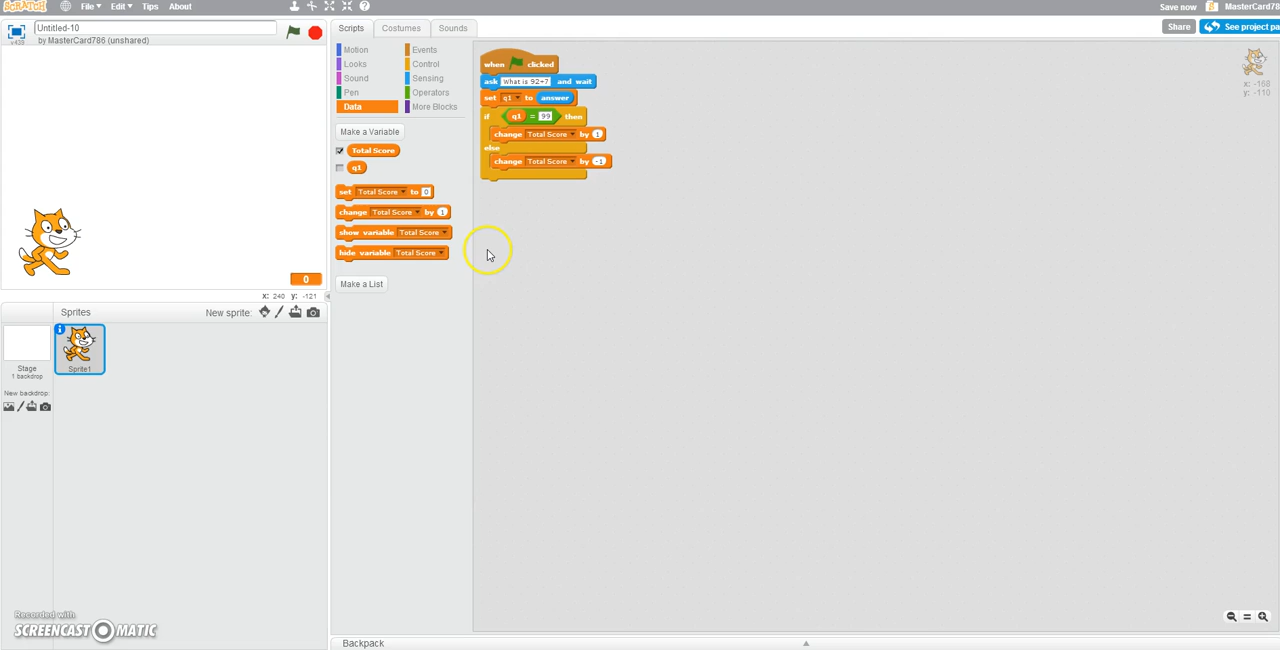 SCRATCH File Edit Tips About Save now MasterCard78
Untitled-10
v439 by MasterCard786 (unshared)
Scripts Costumes Sounds Share See project pa
Motion Events
Looks Control
Sound Sensing
Pen Operators
Data More Blocks
Make a Variable
Total Score
q1
set Total Score to 0
change Total Score by 1
show variable Total Score
hide variable Total Score
Make a List
when clicked
ask What is 92+7 and wait
set q1 to answer
if q1 = 99 then
change Total Score by 1
else
change Total Score by -1
x: -168
y: -110
0
x: 240 y: -121
Sprites New sprite:
Stage
1 backdrop
New backdrop:
i
Sprite1
Recorded with
SCREENCAST MATIC
Backpack